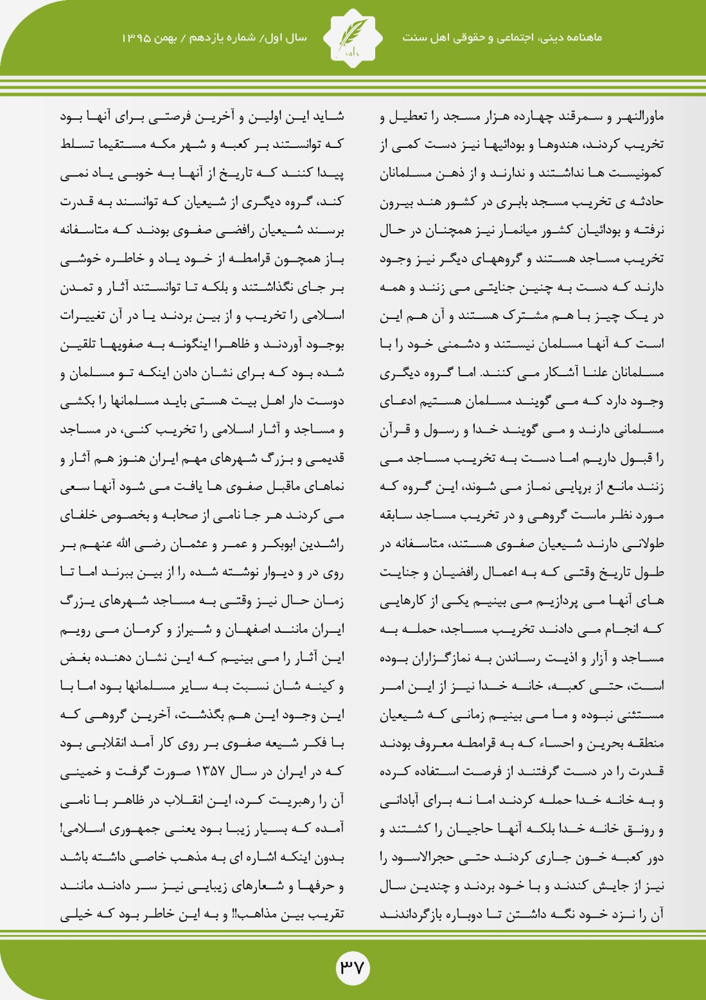 ماهنامه دینی، اجتماعی و حقوقی اهل سنت
سال اول/ شماره یازدهم / بهمن ۱۳۹۵
ماورالنهر و سمرقند چهارده هزار مسجد را تعطیل و
تخریب کردند، هندوها و بودائیها نیز دست کمی از
کمونیست ها نداشتند و ندارند و از ذهن مسلمانان
حادثه ی تخریب مسجد بابری در کشور هند بیرون
نرفته و بودائیان کشور میانمار نیز همچنان در حال
تخریب مساجد هستند و گروههای دیگر نیز وجود
دارند که دست به چنین جنایتی می زنند و همه
در یک چیز با هم مشترک هستند و آن هم این
است که آنها مسلمان نیستند و دشمنی خود را با
مسلمانان علنا آشکار می کنند. اما گروه دیگری
وجود دارد که می گویند مسلمان هستیم ادعای
مسلمانی دارند و می گویند خدا و رسول و قرآن
را قبول داریم اما دست به تخریب مساجد می
زنند مانع از برپایی نماز می شوند، این گروه که
مورد نظر ماست گروهی و در تخریب مساجد سابقه
طولانی دارند شیعیان صفوی هستند، متاسفانه در
طول تاریخ وقتی که به اعمال رافضیان و جنایت
های آنها می پردازیم می بینیم یکی از کارهایی
که انجام می دادند تخریب مساجد، حمله به
مساجد و آزار و اذیت رساندن به نمازگزاران بوده
است، حتی کعبه، خانه خدا نیز از این امر
مستثنی نبوده و ما می بینیم زمانی که شیعیان
منطقه بحرین و احساء که به قرامطه معروف بودند
قدرت را در دست گرفتند از فرصت استفاده کرده
و به خانه خدا حمله کردند اما نه برای آبادانی
و رونق خانه خدا بلکه آنها حاجیان را کشتند و
دور کعبه خون جاری کردند حتی حجرالاسود را
نیز از جایش کندند و با خود بردند و چندین سال
آن را نزد خود نگه داشتن تا دوباره بازگرداندند
شاید این اولین و آخرین فرصتی برای آنها بود
که توانستند بر کعبه و شهر مکه مستقیما تسلط
پیدا کنند که تاریخ از آنها به خوبی یاد نمی
کند، گروه دیگری از شیعیان که توانسند به قدرت
برسند شیعیان رافضی صفوی بودند که متاسفانه
باز همچون قرامطه از خود یاد و خاطره خوشی
بر جای نگذاشتند و بلکه تا توانستند آثار و تمدن
اسلامی را تخریب و از بین بردند یا در آن تغییرات
بوجود آوردند و ظاهرا اینگونه به صفویها تلقین
شده بود که برای نشان دادن اینکه تو مسلمان و
دوست دار اهل بیت هستی باید مسلمانها را بکشی
و مساجد و آثار اسلامی را تخریب کنی، در مساجد
قدیمی و بزرگ شهرهای مهم ایران هنوز هم آثار و
نماهای ماقبل صفوی ها یافت می شود آنها سعی
می کردند هر جا نامی از صحابه و بخصوص خلفای
راشدین ابوبکر و عمر و عثمان رضی الله عنهم بر
روی در و دیوار نوشته شده را از بین ببرند اما تا
زمان حال نیز وقتی به مساجد شهرهای بزرگ
ایران مانند اصفهان و شیراز و کرمان می رویم
این آثار را می بینیم که این نشان دهنده بغض
و کینه شان نسبت به سایر مسلمانها بود اما با
این وجود این هم بگذشت، آخرین گروهی که
با فکر شیعه صفوی بر روی کار آمد انقلابی بود
که در ایران در سال ۱۳۵۷ صورت گرفت و خمینی
آن را رهبریت کرد، این انقلاب در ظاهر با نامی
آمده که بسیار زیبا بود یعنی جمهوری اسلامی!
بدون اینکه اشاره ای به مذهب خاصی داشته باشد
و حرفها و شعارهای زیبایی نیز سر دادند مانند
تقریب بین مذاهب!! و به این خاطر بود که خیلی
۳۷